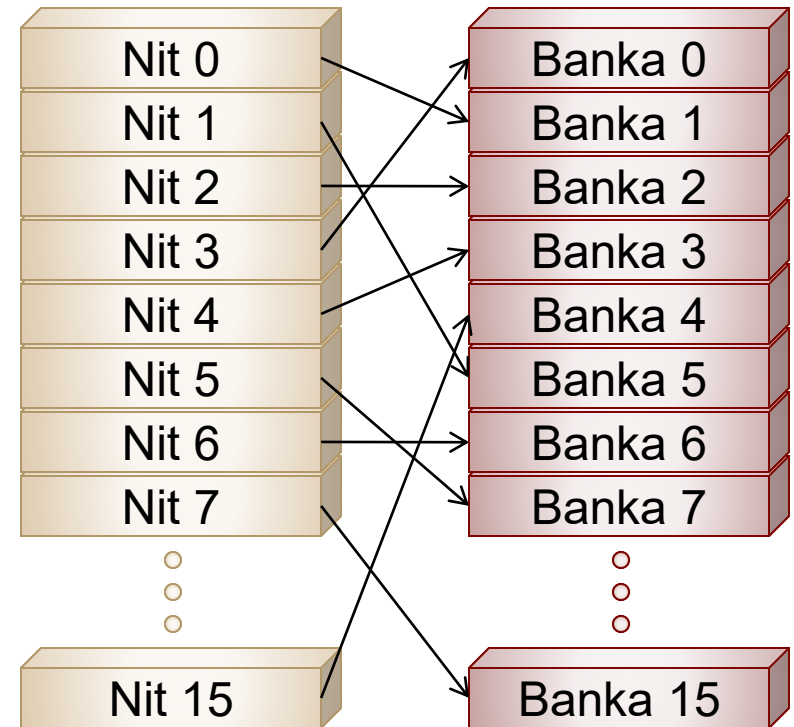 Nit 0
Nit 1
Nit 2
Nit 3
Nit 4
Nit 5
Nit 6
Nit 7
Nit 15
Banka 0
Banka 1
Banka 2
Banka 3
Banka 4
Banka 5
Banka 6
Banka 7
Banka 15